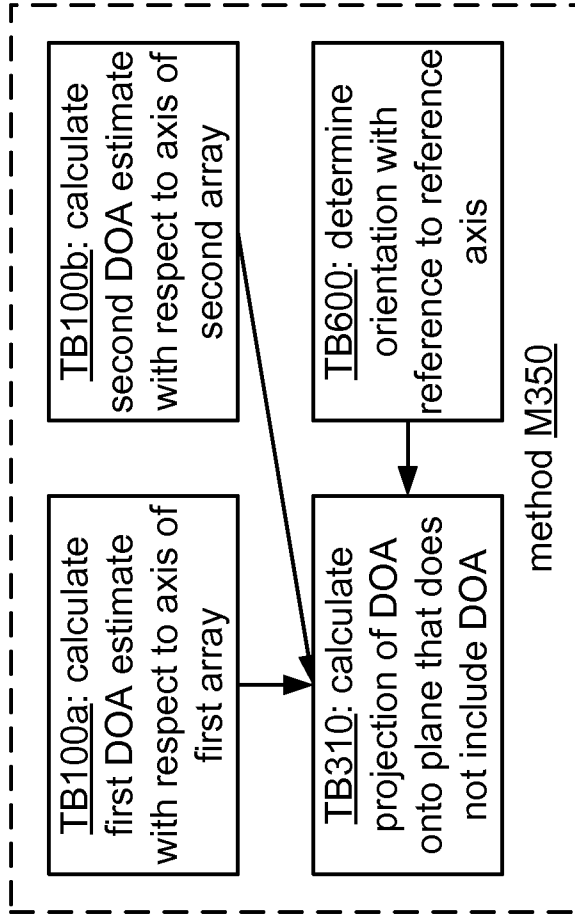 TB100a: calculate
first DOA estimate
with respect to axis of
first array
TB100b: calculate
second DOA estimate
with respect to axis of
second array
TB310: calculate
projection of DOA
onto plane that does
not include DOA
TB600: determine
orientation with
reference to reference
axis
method M350